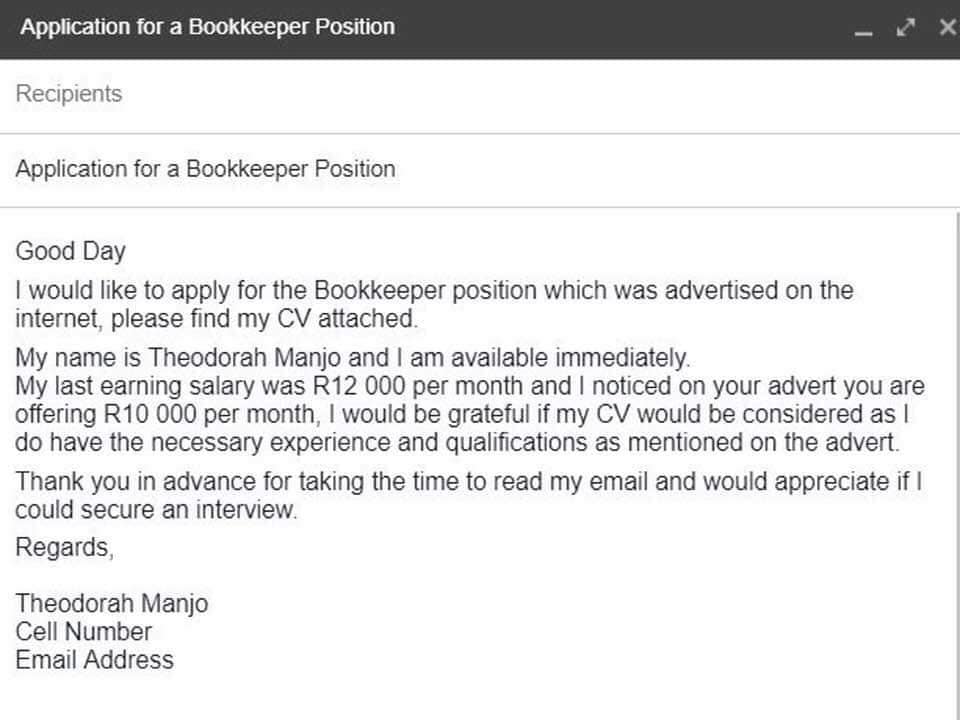 Application for a Bookkeeper Position
Recipients
Application for a Bookkeeper Position
Good Day
I would like to apply for the Bookkeeper position which was advertised on the
internet, please find my CV attached.
My name is Theodorah Manjo and I am available immediately.
My last earning salary was R12 000 per month and I noticed on your advert you are
offering R10 000 per month, I would be grateful if my CV would be considered as I
do have the necessary experience and qualifications as mentioned on the advert.
Thank you in advance for taking the time to read my email and would appreciate if I
could secure an interview.
Regards,
Theodorah Manjo
Cell Number
Email Address